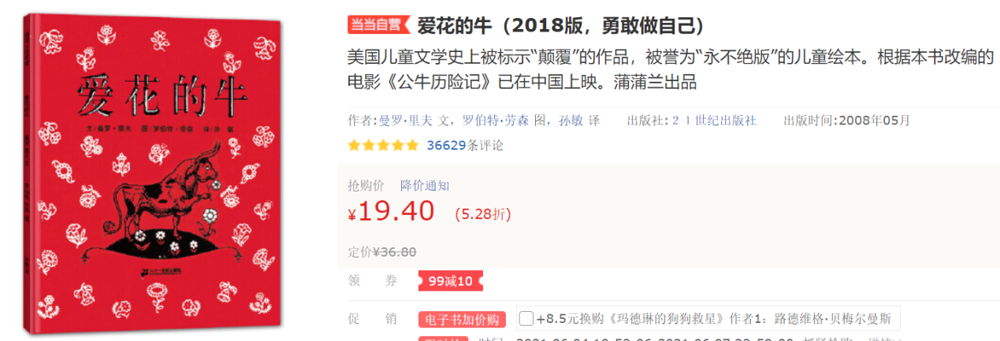 爱花的牛
文/曼罗·里夫 图/罗伯特·劳森 译/孙敏
二十一世纪出版社
当当自营 爱花的牛（2018版，勇敢做自己）
美国儿童文学史上被标示“颠覆”的作品，被誉为“永不绝版”的儿童绘本。根据本书改编的
电影《公牛历险记》已在中国上映。蒲蒲兰出品
作者:曼罗·里夫 文，罗伯特·劳森 图，孙敏 译 出版社:２１世纪出版社 出版时间:2008年05月
36629条评论
抢购价 降价通知
¥19.40 (5.28折)
定价¥36.80
领 券 99减10
促 销 电子书加价购 +8.5元换购《玛德琳的狗狗救星》作者1：路德维格·贝梅尔曼斯